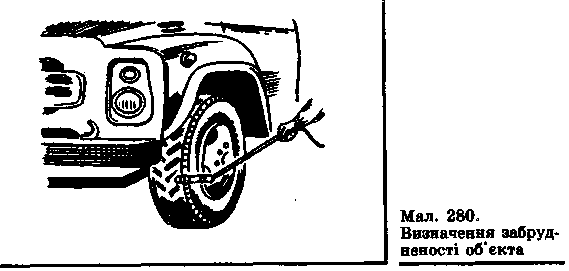 Мал. 280.
Визначення забруд-
неності об'єкта